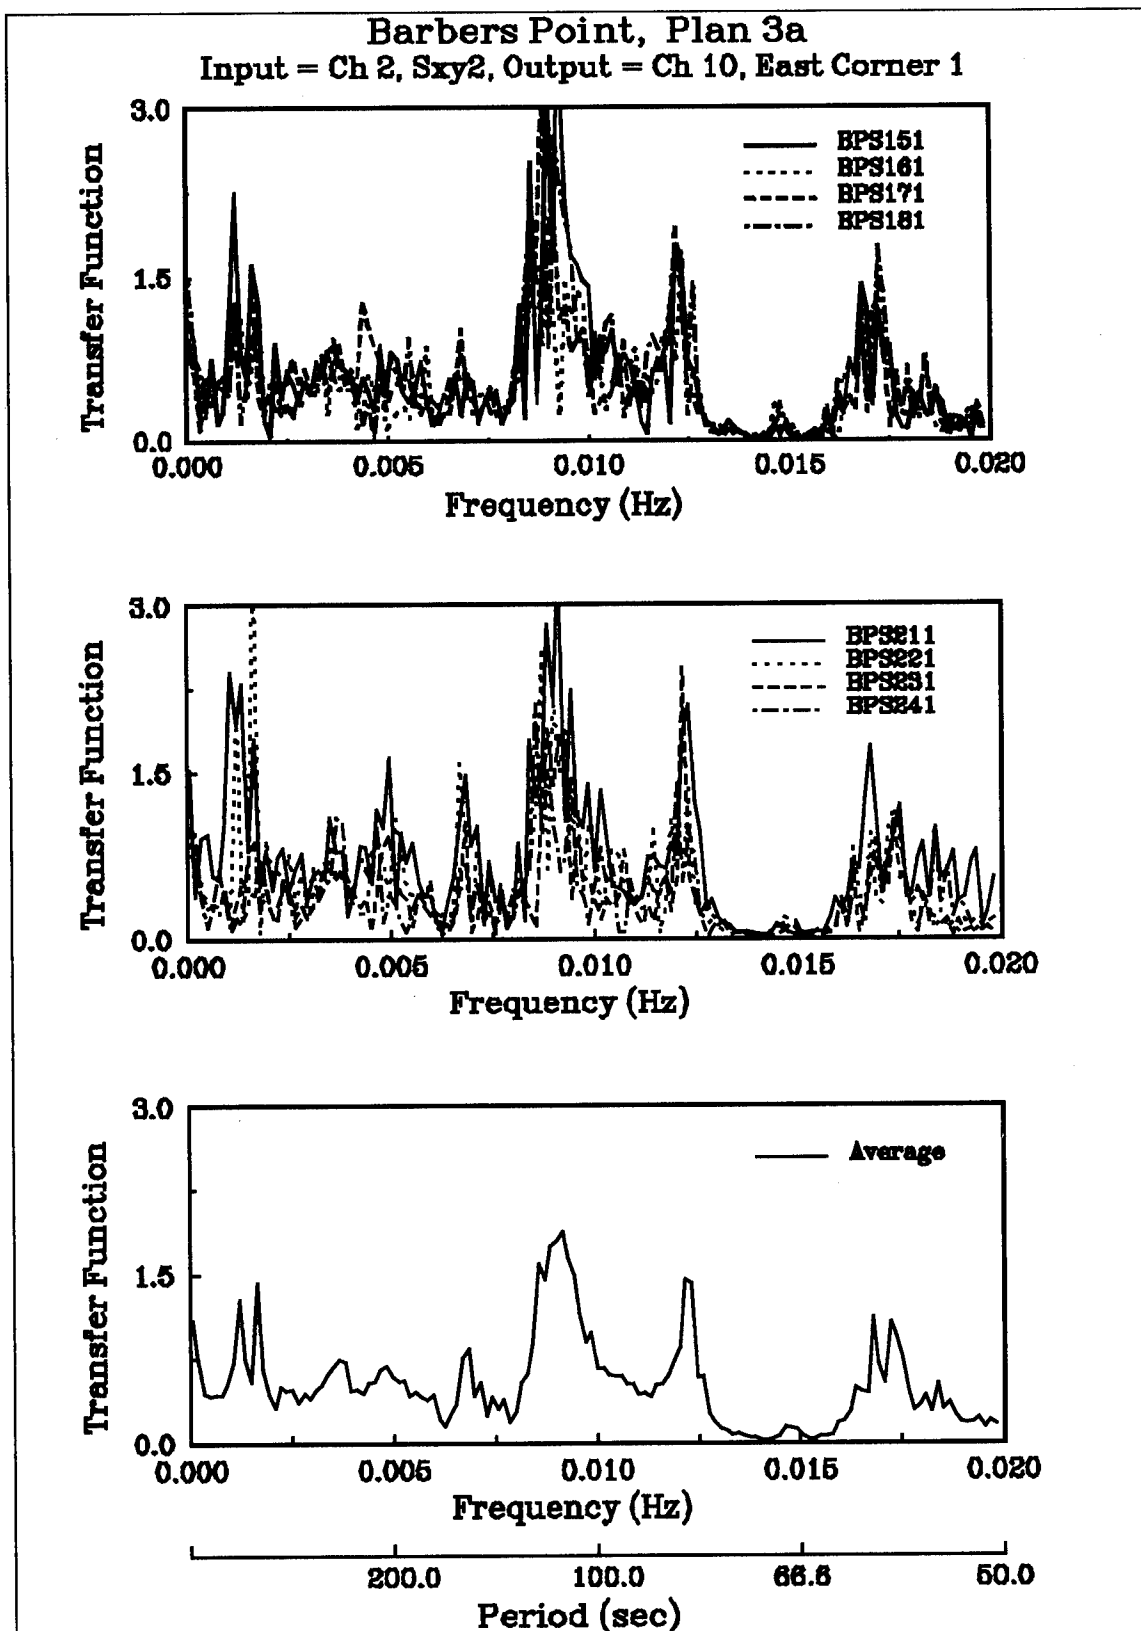 Barbers Point, Plan 3a
Input = Ch 2, Sxy2, Output = Ch 10, East Corner 1
3.0
1.5
0.0
Transfer Function
BPS151
BPS161
BPS171
BPS181
0.000 0.005 0.010 0.015 0.020
Frequency (Hz)
3.0
1.5
0.0
Transfer Function
BPS211
BPS221
BPS231
BPS241
0.000 0.005 0.010 0.015 0.020
Frequency (Hz)
3.0
1.5
0.0
Transfer Function
Average
0.000 0.005 0.010 0.015 0.020
Frequency (Hz)
200.0 100.0 66.6 50.0
Period (sec)